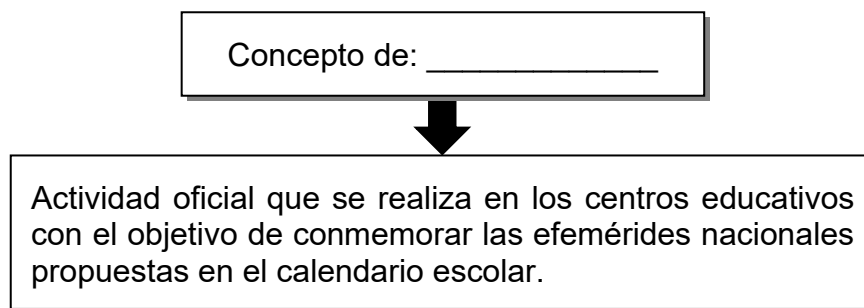 Concepto de: _____________
Actividad oficial que se realiza en los centros educativos
con el objetivo de conmemorar las efemérides nacionales
propuestas en el calendario escolar.